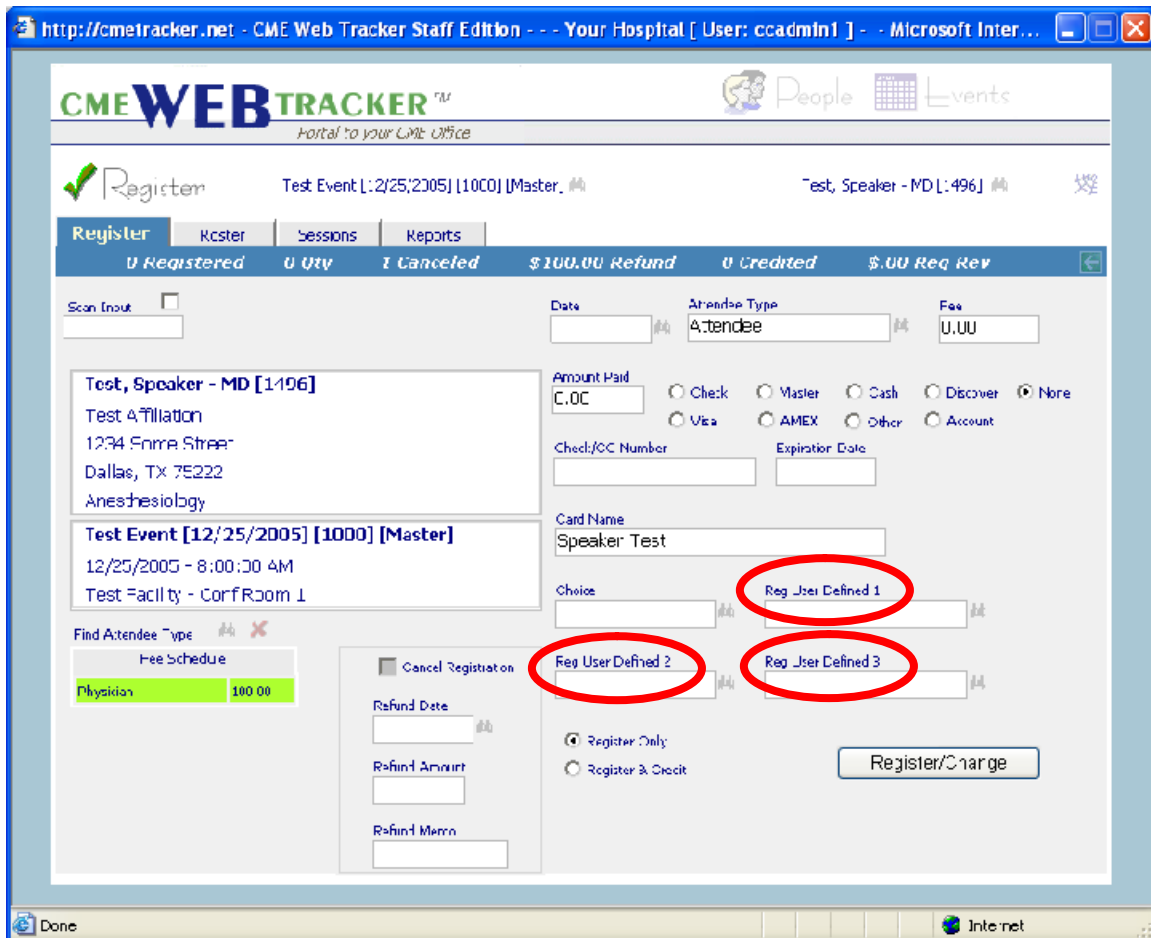 http://cmetracker.net - CME Web Tracker Staff Edition - - - Your Hospital [ User: ccadmin1 ] - - Microsoft Inter...
CME WEB TRACKER TM
Portal to your CME Office
People Events
Register
Test Event [12/25/2005] [1000] [Master]
Test, Speaker - MD [1496]
Register Roster Sessions Reports
0 Registered 0 Qty 1 Canceled $100.00 Refund 0 Credited $.00 Reg Rev
Scan Input
Date
Attendee Type
Attendee
Fee
0.00
Test, Speaker - MD [1496]
Test Affiliation
1234 Some Street
Dallas, TX 75222
Anesthesiology
Test Event [12/25/2005] [1000] [Master]
12/25/2005 - 8:00:00 AM
Test Facility - Conf Room 1
Find Attendee Type
Fee Schedule
Physician 100.00
Amount Paid
0.00
Check Master Cash Discover None
Visa AMEX Other Account
Check/CC Number
Expiration Date
Card Name
Speaker Test
Choice
Reg User Defined 1
Reg User Defined 2
Reg User Defined 3
Cancel Registration
Refund Date
Refund Amount
Refund Memo
Register Only
Register & Credit
Register/Change
Done
Internet